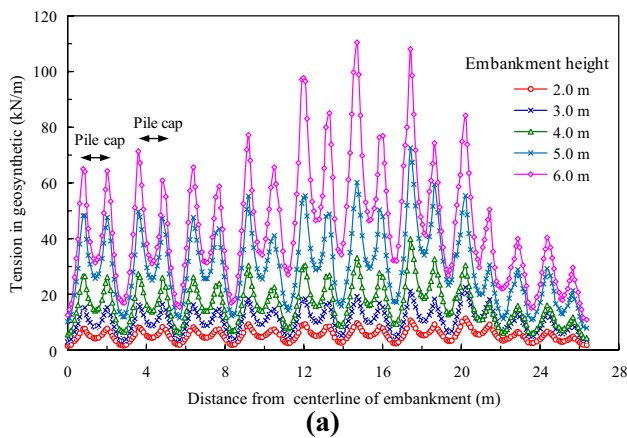 120
100
80
60
40
20
0
Tension in geosynthetic (kN/m)
Pile cap
Pile cap
Embankment height
2.0 m
3.0 m
4.0 m
5.0 m
6.0 m
0 4 8 12 16 20 24 28
Distance from centerline of embankment (m)
(a)